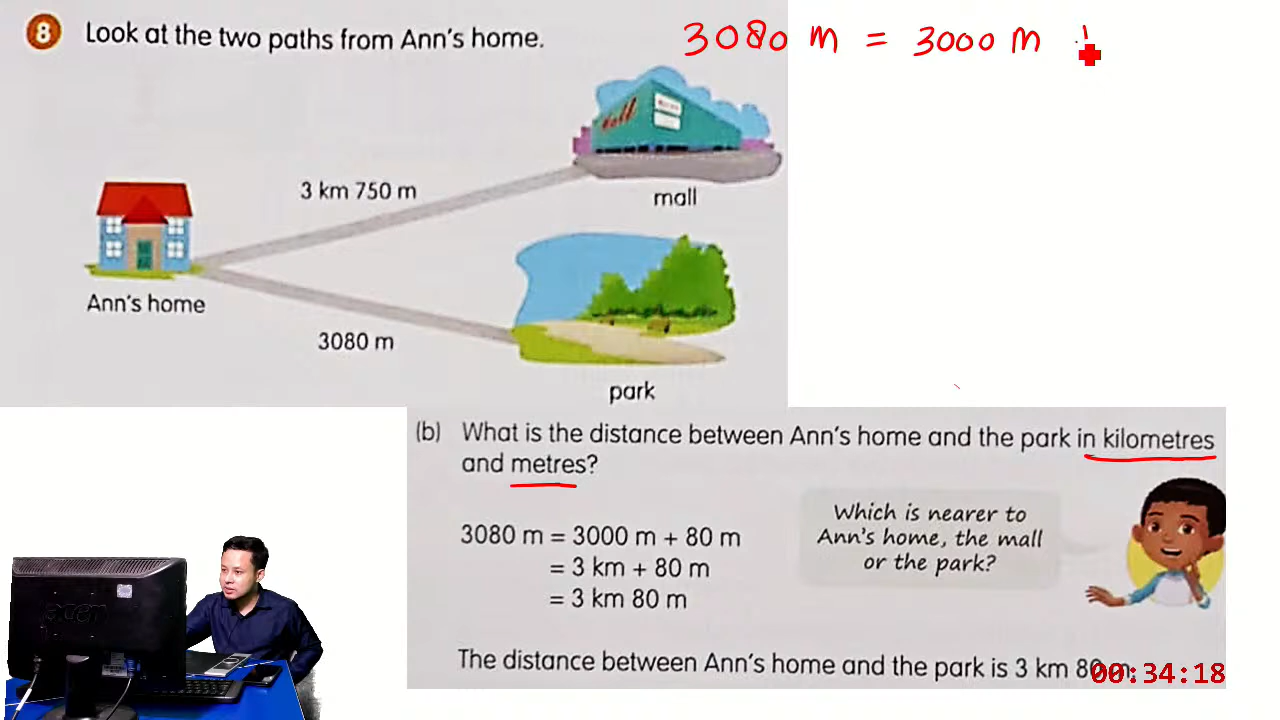 8 Look at the two paths from Ann's home.
3080 m = 3000 m
mall
3 km 750 m
mall
Ann's home
3080 m
park
(b) What is the distance between Ann's home and the park in kilometres
and metres?
3080 m = 3000 m + 80 m
= 3 km + 80 m
= 3 km 80 m
Which is nearer to
Ann's home, the mall
or the park?
The distance between Ann's home and the park is 3 km 80 m.
00:34:18